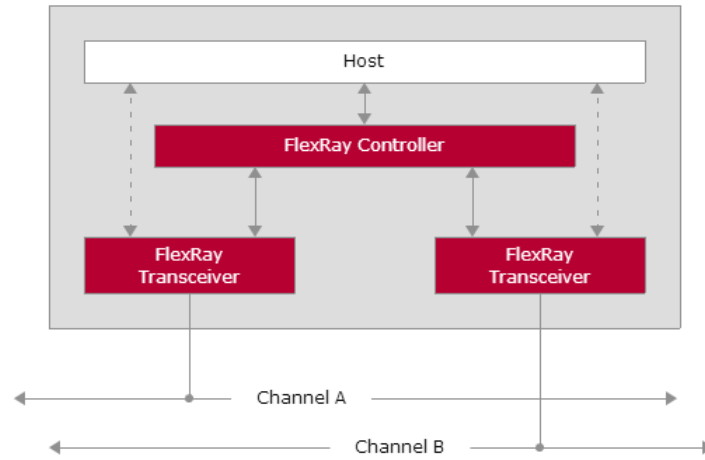 Host
FlexRay Controller
FlexRay
Transceiver
FlexRay
Transceiver
Channel A
Channel B